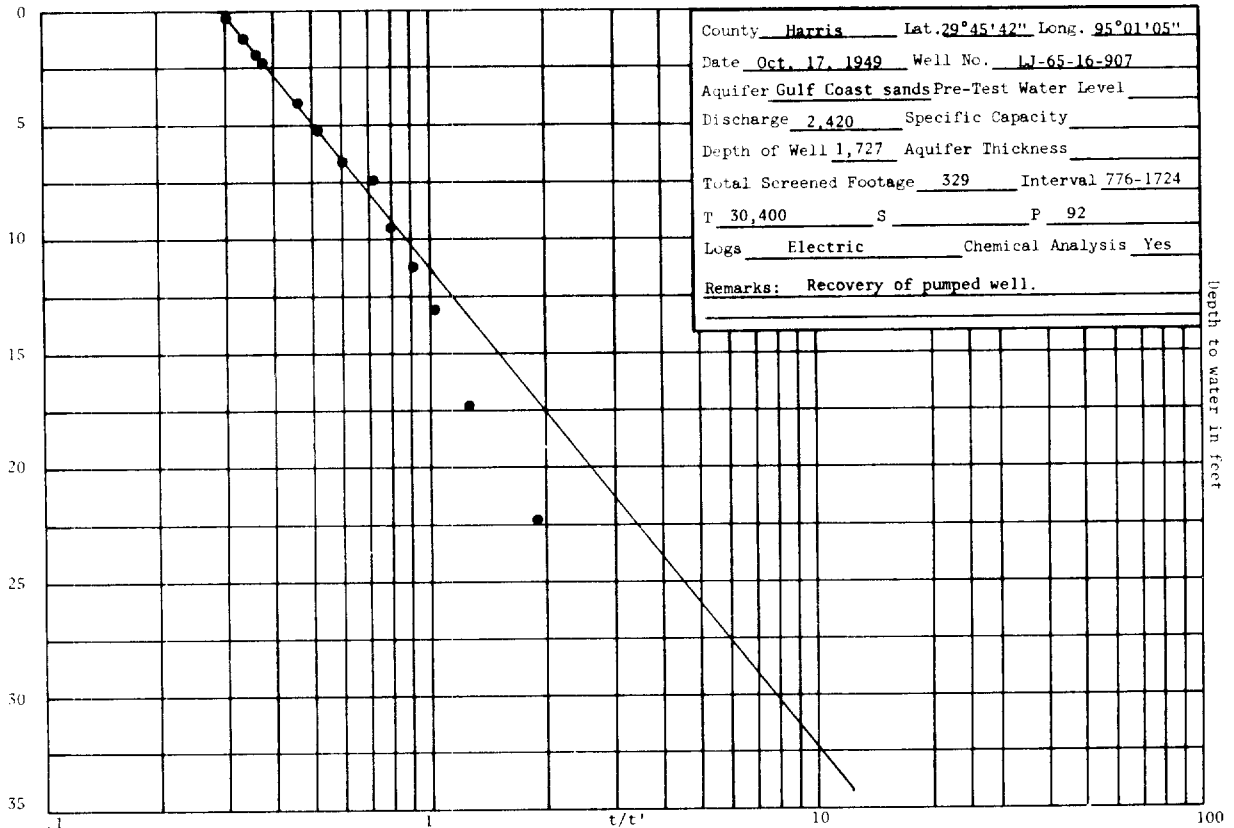 County Harris Lat. 29°45'42" Long. 95°01'05"
Date Oct. 17, 1949 Well No. LJ-65-16-907
Aquifer Gulf Coast sands Pre-Test Water Level
Discharge 2,420 Specific Capacity
Depth of Well 1,727 Aquifer Thickness
Total Screened Footage 329 Interval 776-1724
T 30,400 S P 92
Logs Electric Chemical Analysis Yes
Remarks: Recovery of pumped well.
0
5
10
15
20
25
30
35
Depth to water in feet
.1 1 t/t' 10 100